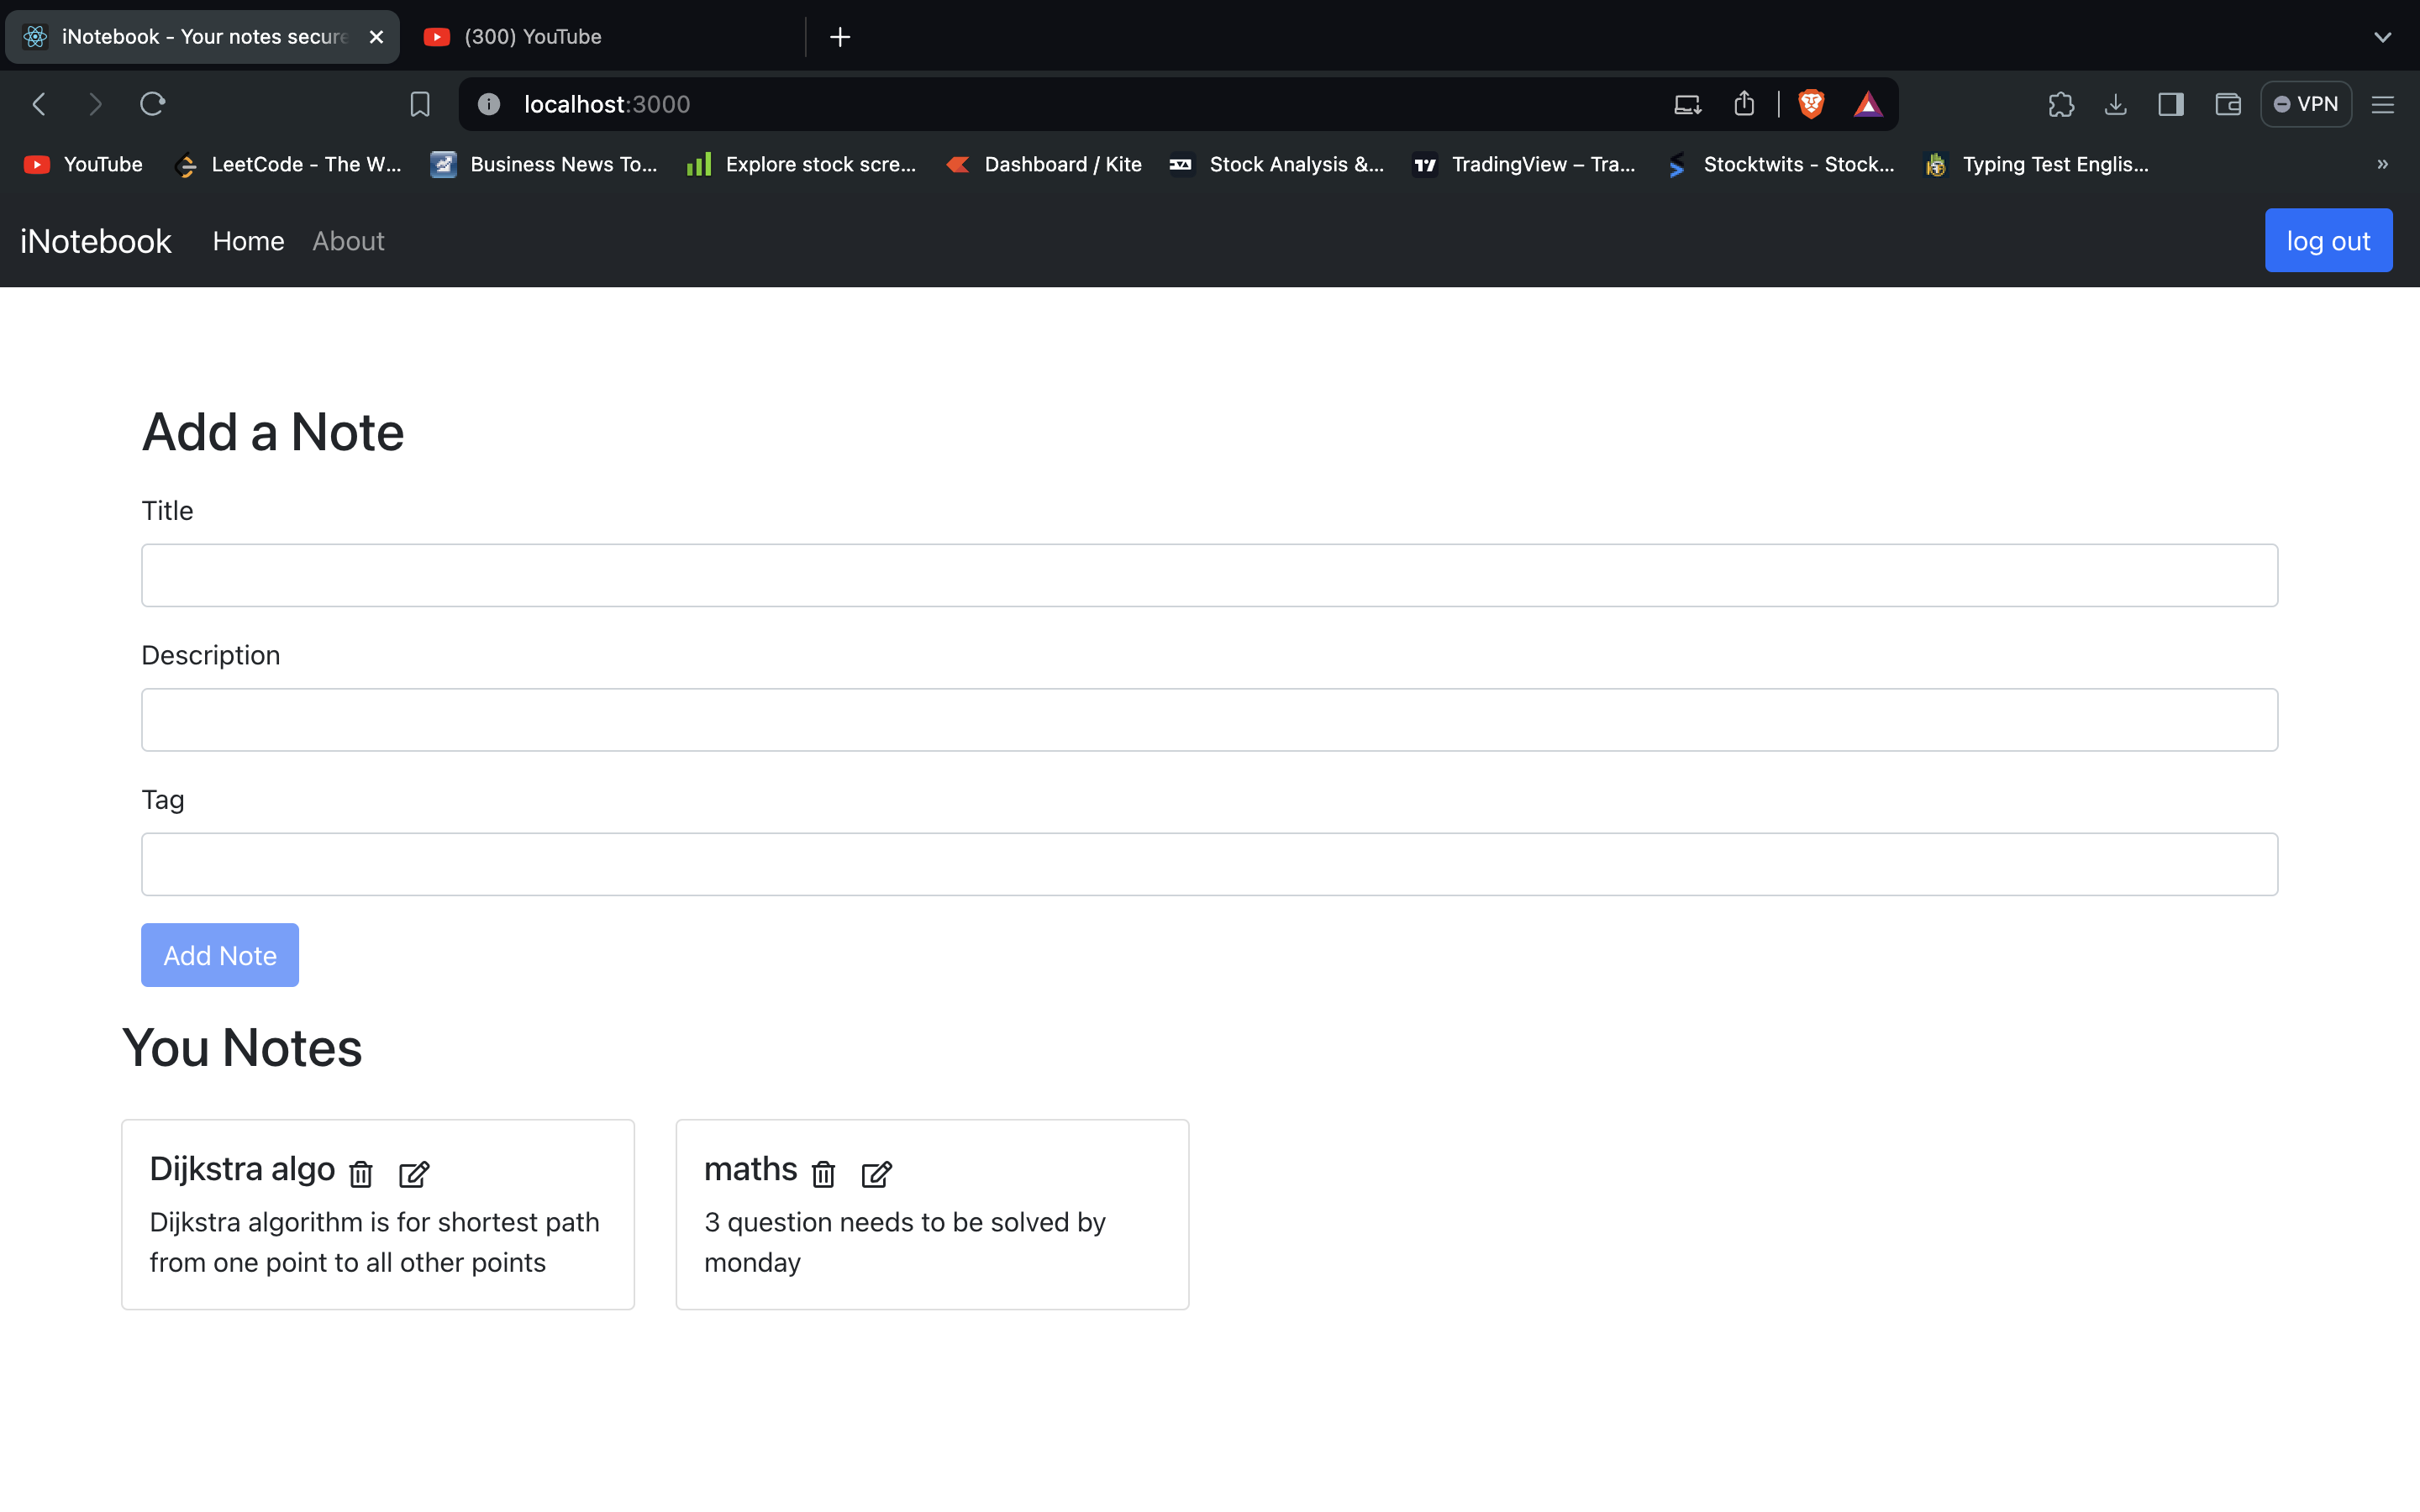 iNotebook - Your notes secure
(300) YouTube
localhost:3000
VPN
YouTube
LeetCode - The W...
Business News To...
Explore stock scre...
Dashboard / Kite
Stock Analysis &...
TradingView – Tra...
Stocktwits - Stock...
Typing Test Englis...
iNotebook
Home
About
log out
Add a Note
Title
Description
Tag
Add Note
You Notes
Dijkstra algo
Dijkstra algorithm is for shortest path
from one point to all other points
maths
3 question needs to be solved by
monday